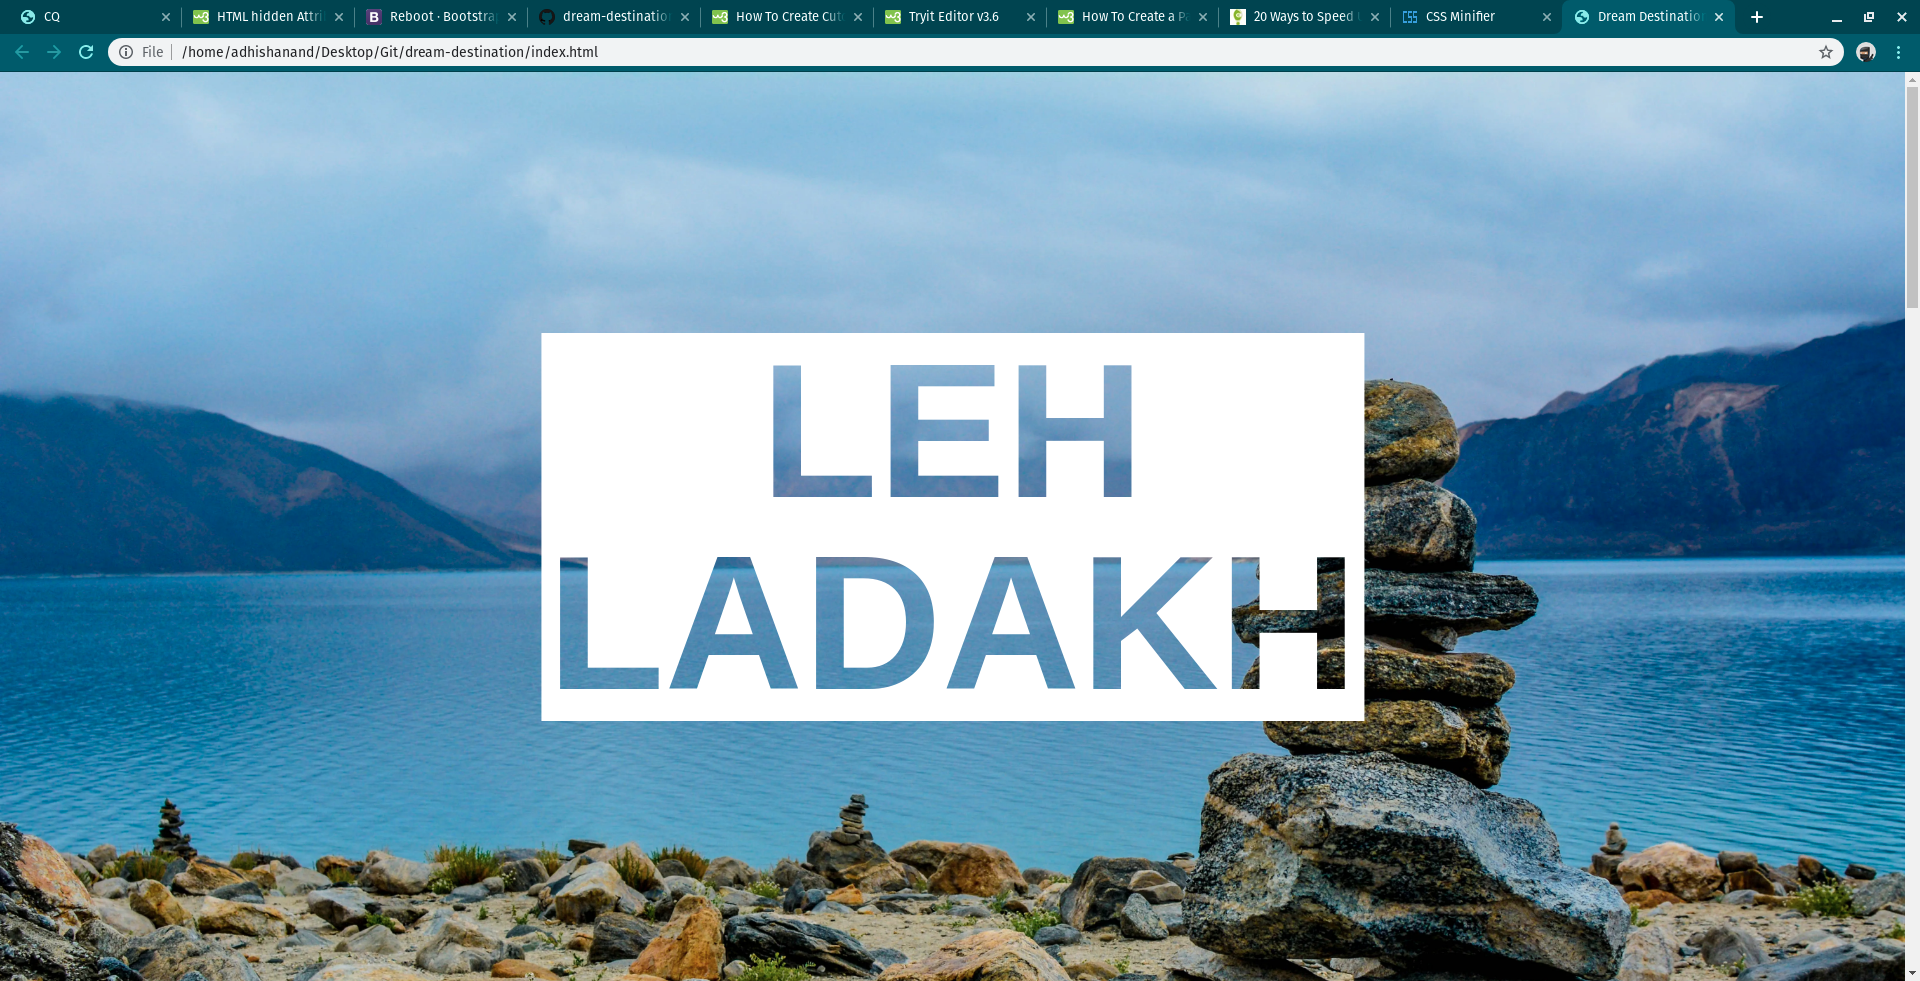 CQ
HTML hidden Attri
Reboot · Bootstra
dream-destinatio
How To Create Cut
Tryit Editor v3.6
How To Create a P
20 Ways to Speed
CSS Minifier
Dream Destinatio
File
/home/adhishanand/Desktop/Git/dream-destination/index.html
LEH
LADAKH